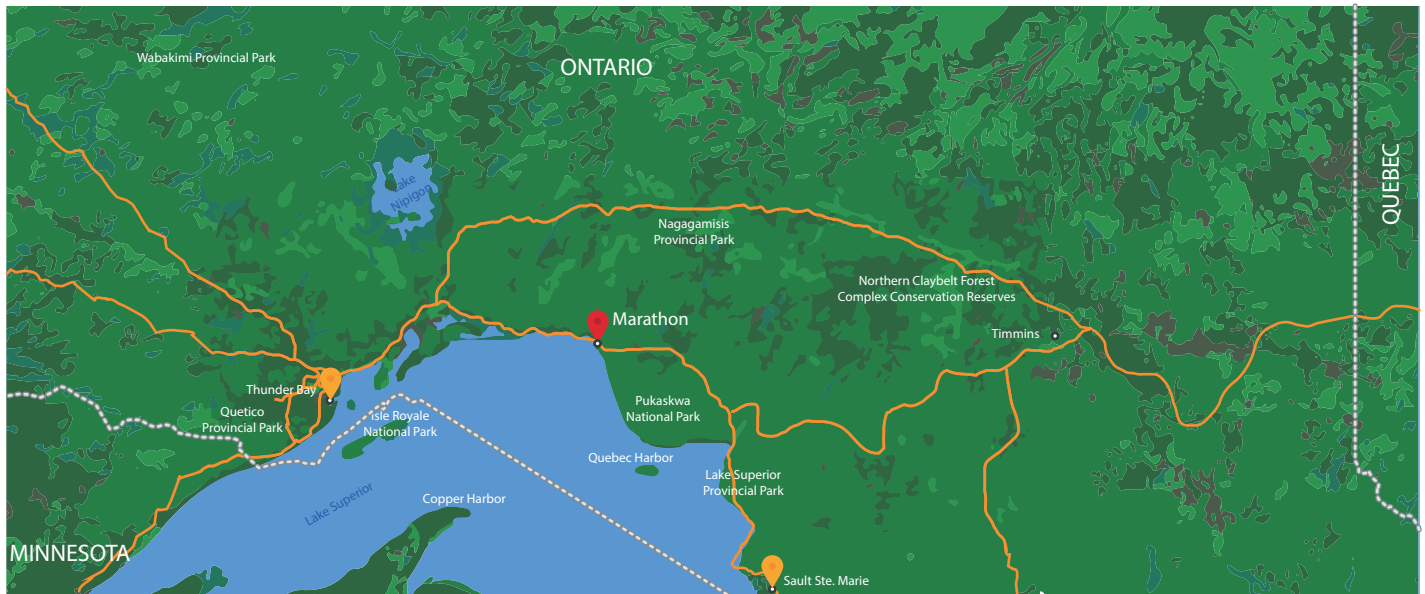 Wabakimi Provincial Park
ONTARIO
QUEBEC
Lake
Nipigon
Nagagamisis
Provincial Park
Northern Claybelt Forest
Complex Conservation Reserves
Marathon
Timmins
Thunder Bay
Quetico
Provincial Park
Isle Royale
National Park
Pukaskwa
National Park
Quebec Harbor
Lake Superior
Provincial Park
Lake Superior
Copper Harbor
MINNESOTA
Sault Ste. Marie